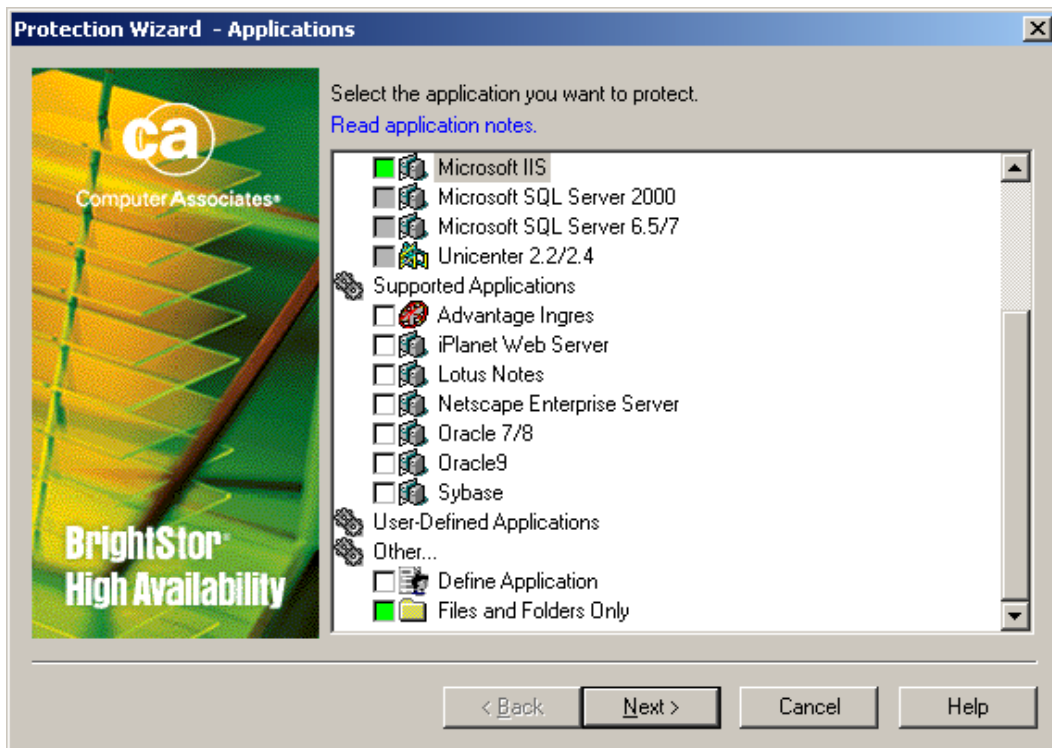 Protection Wizard - Applications
ca
Computer Associates®
BrightStor®
High Availability
Select the application you want to protect.
Read application notes.
Microsoft IIS
Microsoft SQL Server 2000
Microsoft SQL Server 6.5/7
Unicenter 2.2/2.4
Supported Applications
Advantage Ingres
iPlanet Web Server
Lotus Notes
Netscape Enterprise Server
Oracle 7/8
Oracle9
Sybase
User-Defined Applications
Other...
Define Application
Files and Folders Only
< Back
Next >
Cancel
Help